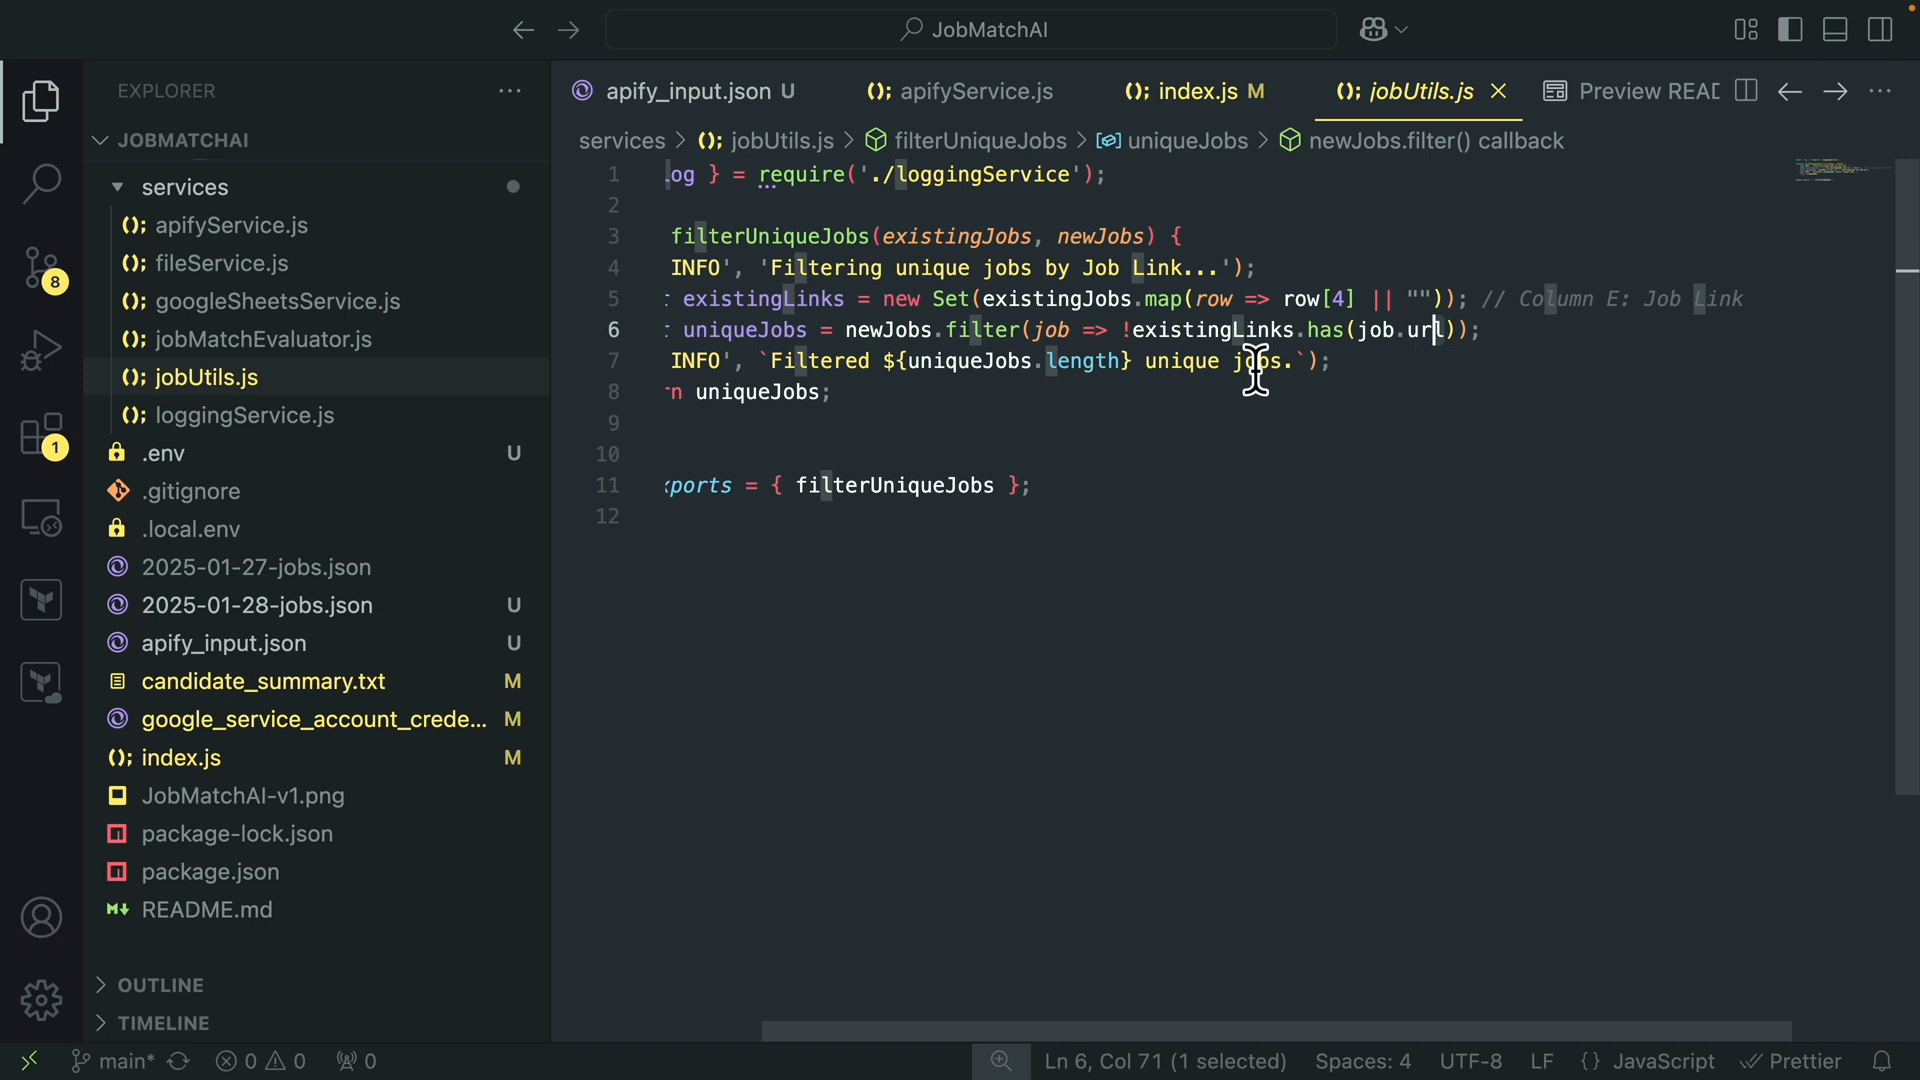 JobMatchAI
EXPLORER
JOBMATCHAI
services
apifyService.js
fileService.js
googleSheetsService.js
jobMatchEvaluator.js
jobUtils.js
loggingService.js
.env U
.gitignore
.local.env
2025-01-27-jobs.json
2025-01-28-jobs.json U
apify_input.json U
candidate_summary.txt M
google_service_account_crede... M
index.js M
JobMatchAI-v1.png
package-lock.json
package.json
README.md
OUTLINE
TIMELINE
8
1
apify_input.json U (); apifyService.js (); index.js M (); jobUtils.js Preview READ
services > (); jobUtils.js > filterUniqueJobs > uniqueJobs > newJobs.filter() callback
1 log } = require('./loggingService');
2
3 filterUniqueJobs(existingJobs, newJobs) {
4 INFO', 'Filtering unique jobs by Job Link...');
5 existingLinks = new Set(existingJobs.map(row => row[4] || "")); // Column E: Job Link
6 uniqueJobs = newJobs.filter(job => !existingLinks.has(job.url));
7 INFO', `Filtered ${uniqueJobs.length} unique jobs.`);
8 n uniqueJobs;
9
10
11 ports = { filterUniqueJobs };
12
main* 0 0 0 Ln 6, Col 71 (1 selected) Spaces: 4 UTF-8 LF {} JavaScript Prettier